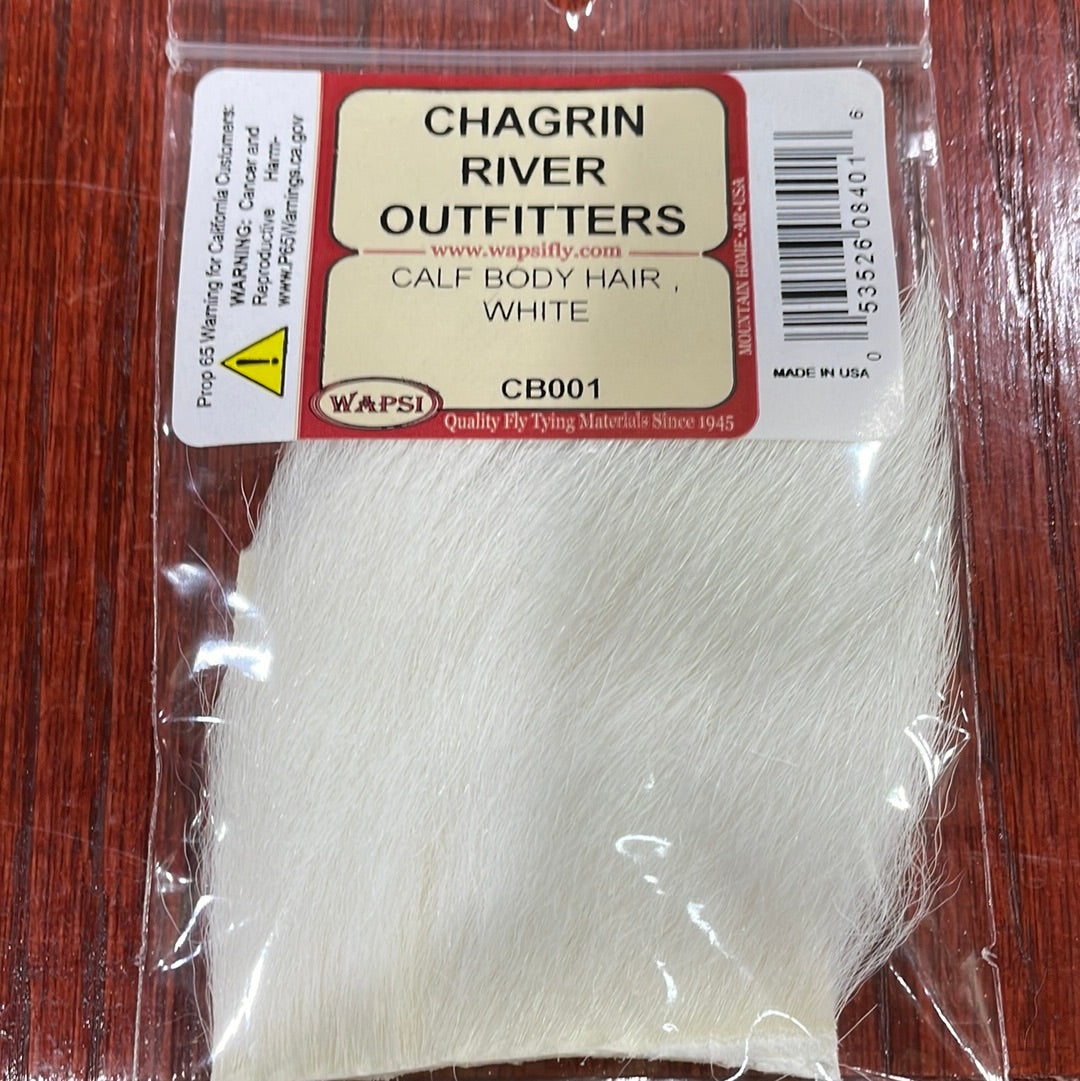 Prop 65 Warning for California Customers:
WARNING: Cancer and
Reproductive Harm-
www.P65Warnings.ca.gov
CHAGRIN
RIVER
OUTFITTERS
www.wapsifly.com
CALF BODY HAIR ,
WHITE
CB001
WAPSI
Quality Fly Tying Materials Since 1945
MOUNTAIN HOME•AR•USA
0 53526 08401 6
MADE IN USA